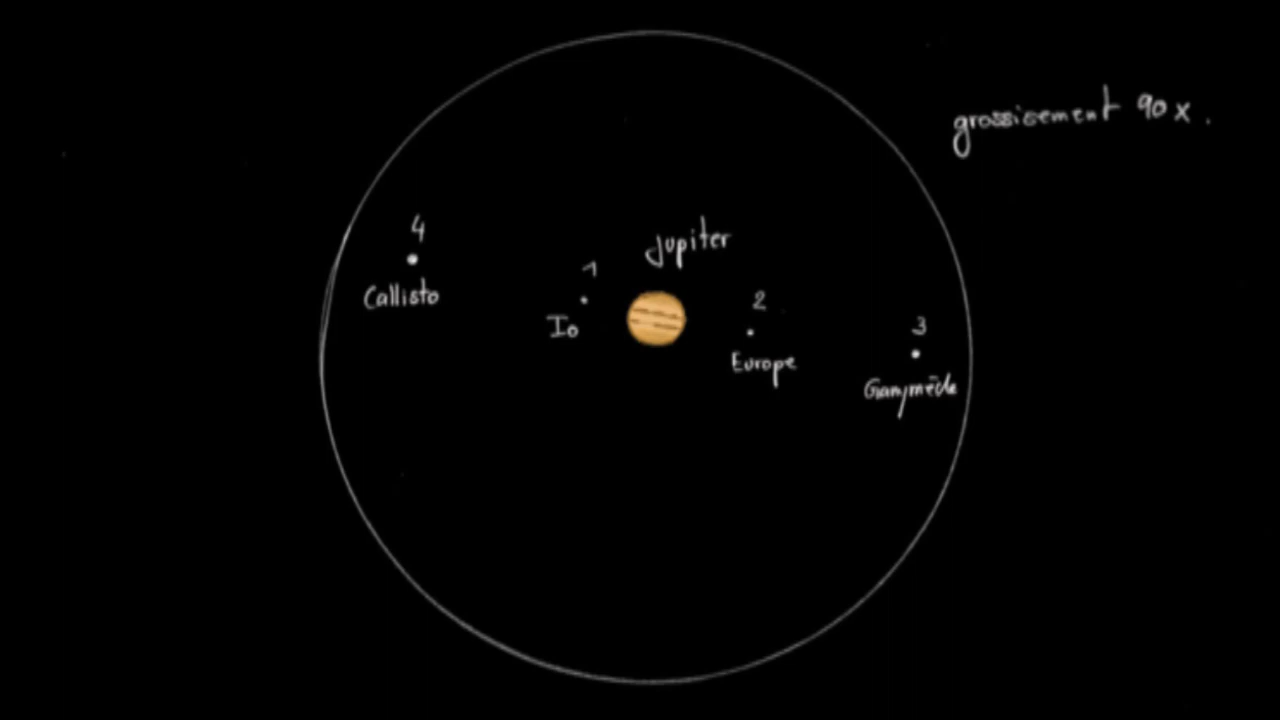 grossissement 90 x.
4
Callisto
1
Io
Jupiter
2
Europe
3
Ganymède